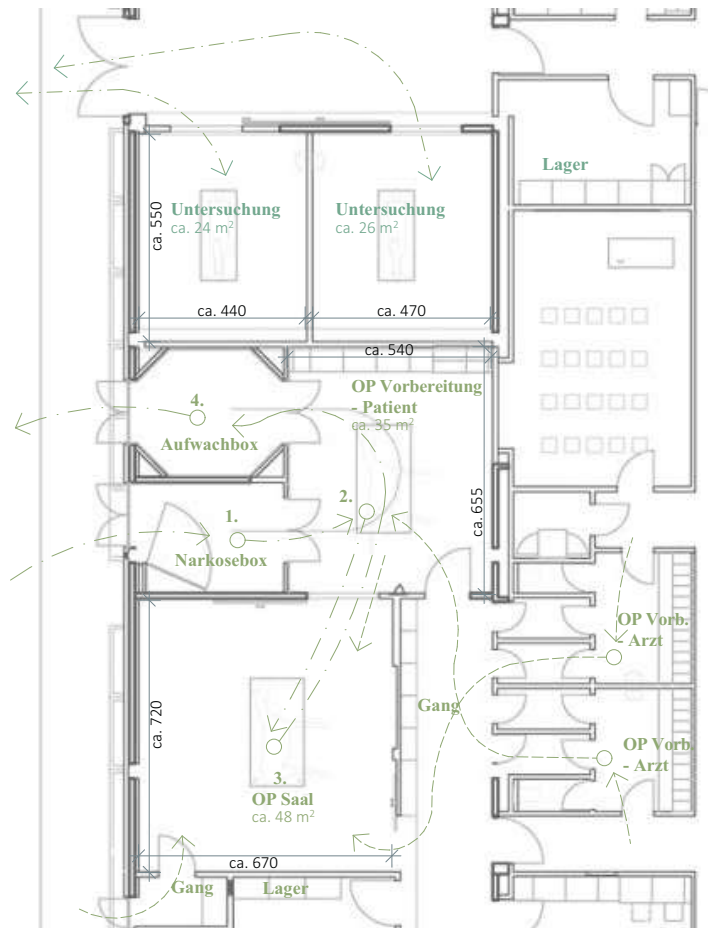 Lager
Untersuchung
ca. 24 m²
Untersuchung
ca. 26 m²
ca. 550
ca. 440
ca. 470
ca. 540
OP Vorbereitung
- Patient
ca. 35 m²
4.
Aufwachbox
2.
1.
Narkosebox
ca. 655
OP Vorb.
- Arzt
Gang
OP Vorb.
- Arzt
ca. 720
3.
OP Saal
ca. 48 m²
ca. 670
Gang
Lager